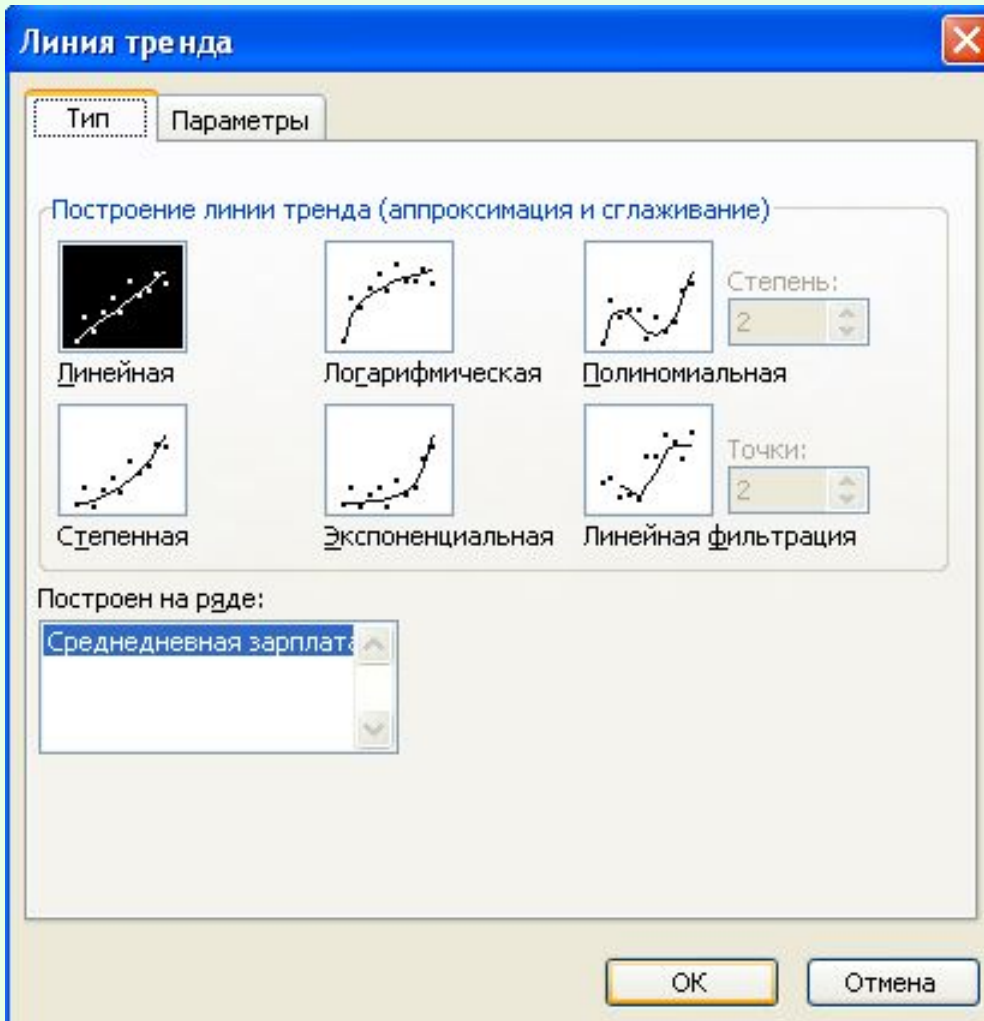 Линия тренда
Тип
Параметры
Построение линии тренда (аппроксимация и сглаживание)
Линейная
Логарифмическая
Полиномиальная
Степень:
2
Степенная
Экспоненциальная
Линейная фильтрация
Точки:
2
Построен на ряде:
Среднедневная зарплата
ОК
Отмена